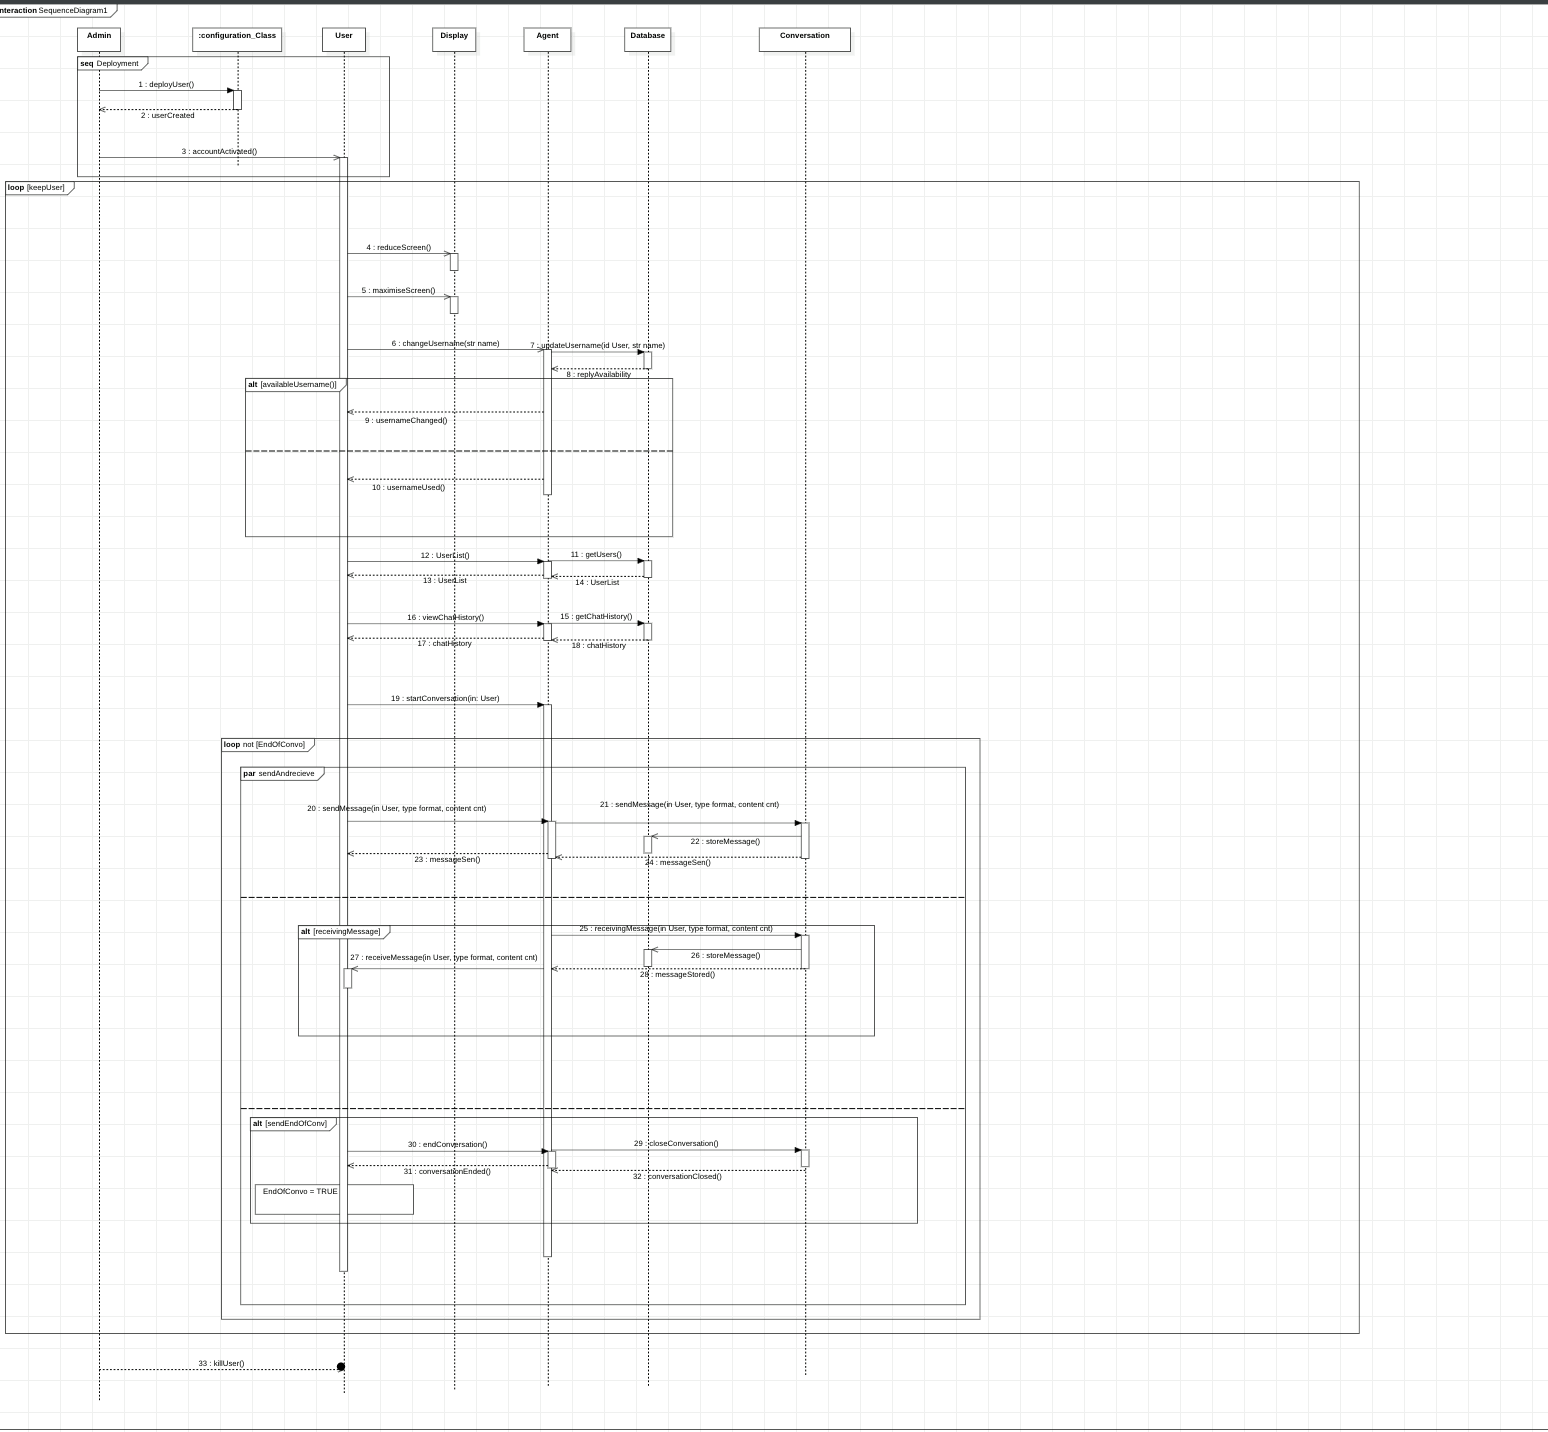 nteraction SequenceDiagram1
Admin
:configuration_Class
User
Display
Agent
Database
Conversation
seq Deployment
1 : deployUser()
2 : userCreated
3 : accountActivated()
loop [keepUser]
4 : reduceScreen()
5 : maximiseScreen()
6 : changeUsername(str name)
7 : updateUsername(id User, str name)
8 : replyAvailability
alt [availableUsername()]
9 : usernameChanged()
10 : usernameUsed()
12 : UserList()
11 : getUsers()
13 : UserList
14 : UserList
16 : viewChatHistory()
15 : getChatHistory()
17 : chatHistory
18 : chatHistory
19 : startConversation(in: User)
loop not [EndOfConvo]
par sendAndrecieve
20 : sendMessage(in User, type format, content cnt)
21 : sendMessage(in User, type format, content cnt)
22 : storeMessage()
23 : messageSen()
24 : messageSen()
alt [receivingMessage]
25 : receivingMessage(in User, type format, content cnt)
26 : storeMessage()
27 : receiveMessage(in User, type format, content cnt)
28 : messageStored()
alt [sendEndOfConv]
30 : endConversation()
29 : closeConversation()
31 : conversationEnded()
32 : conversationClosed()
EndOfConvo = TRUE
33 : killUser()